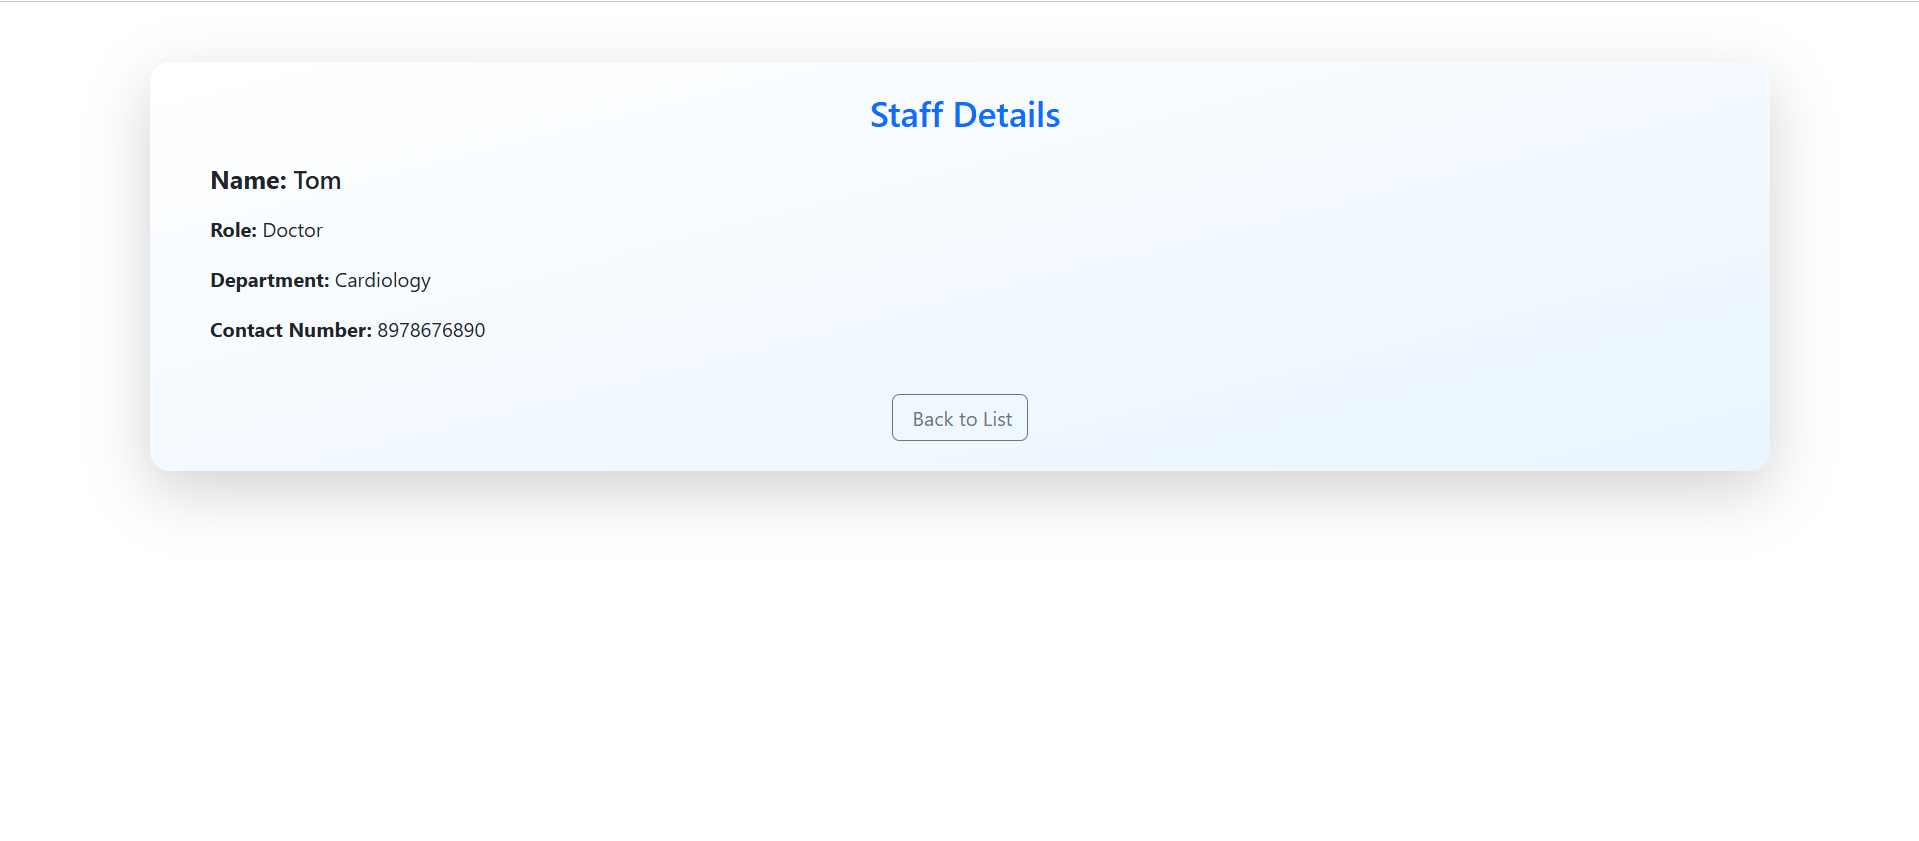 Staff Details
Name: Tom
Role: Doctor
Department: Cardiology
Contact Number: 8978676890
Back to List